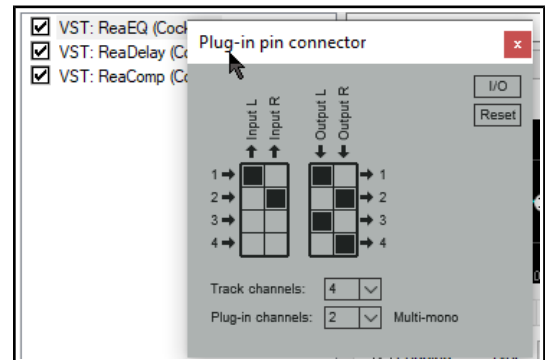 VST: ReaEQ (Cock
VST: ReaDelay (Co
VST: ReaComp (Co
Plug-in pin connector
x
I/O
Reset
Input L
Input R
Output L
Output R
1
2
3
4
1
2
3
4
Track channels: 4
Plug-in channels: 2 Multi-mono